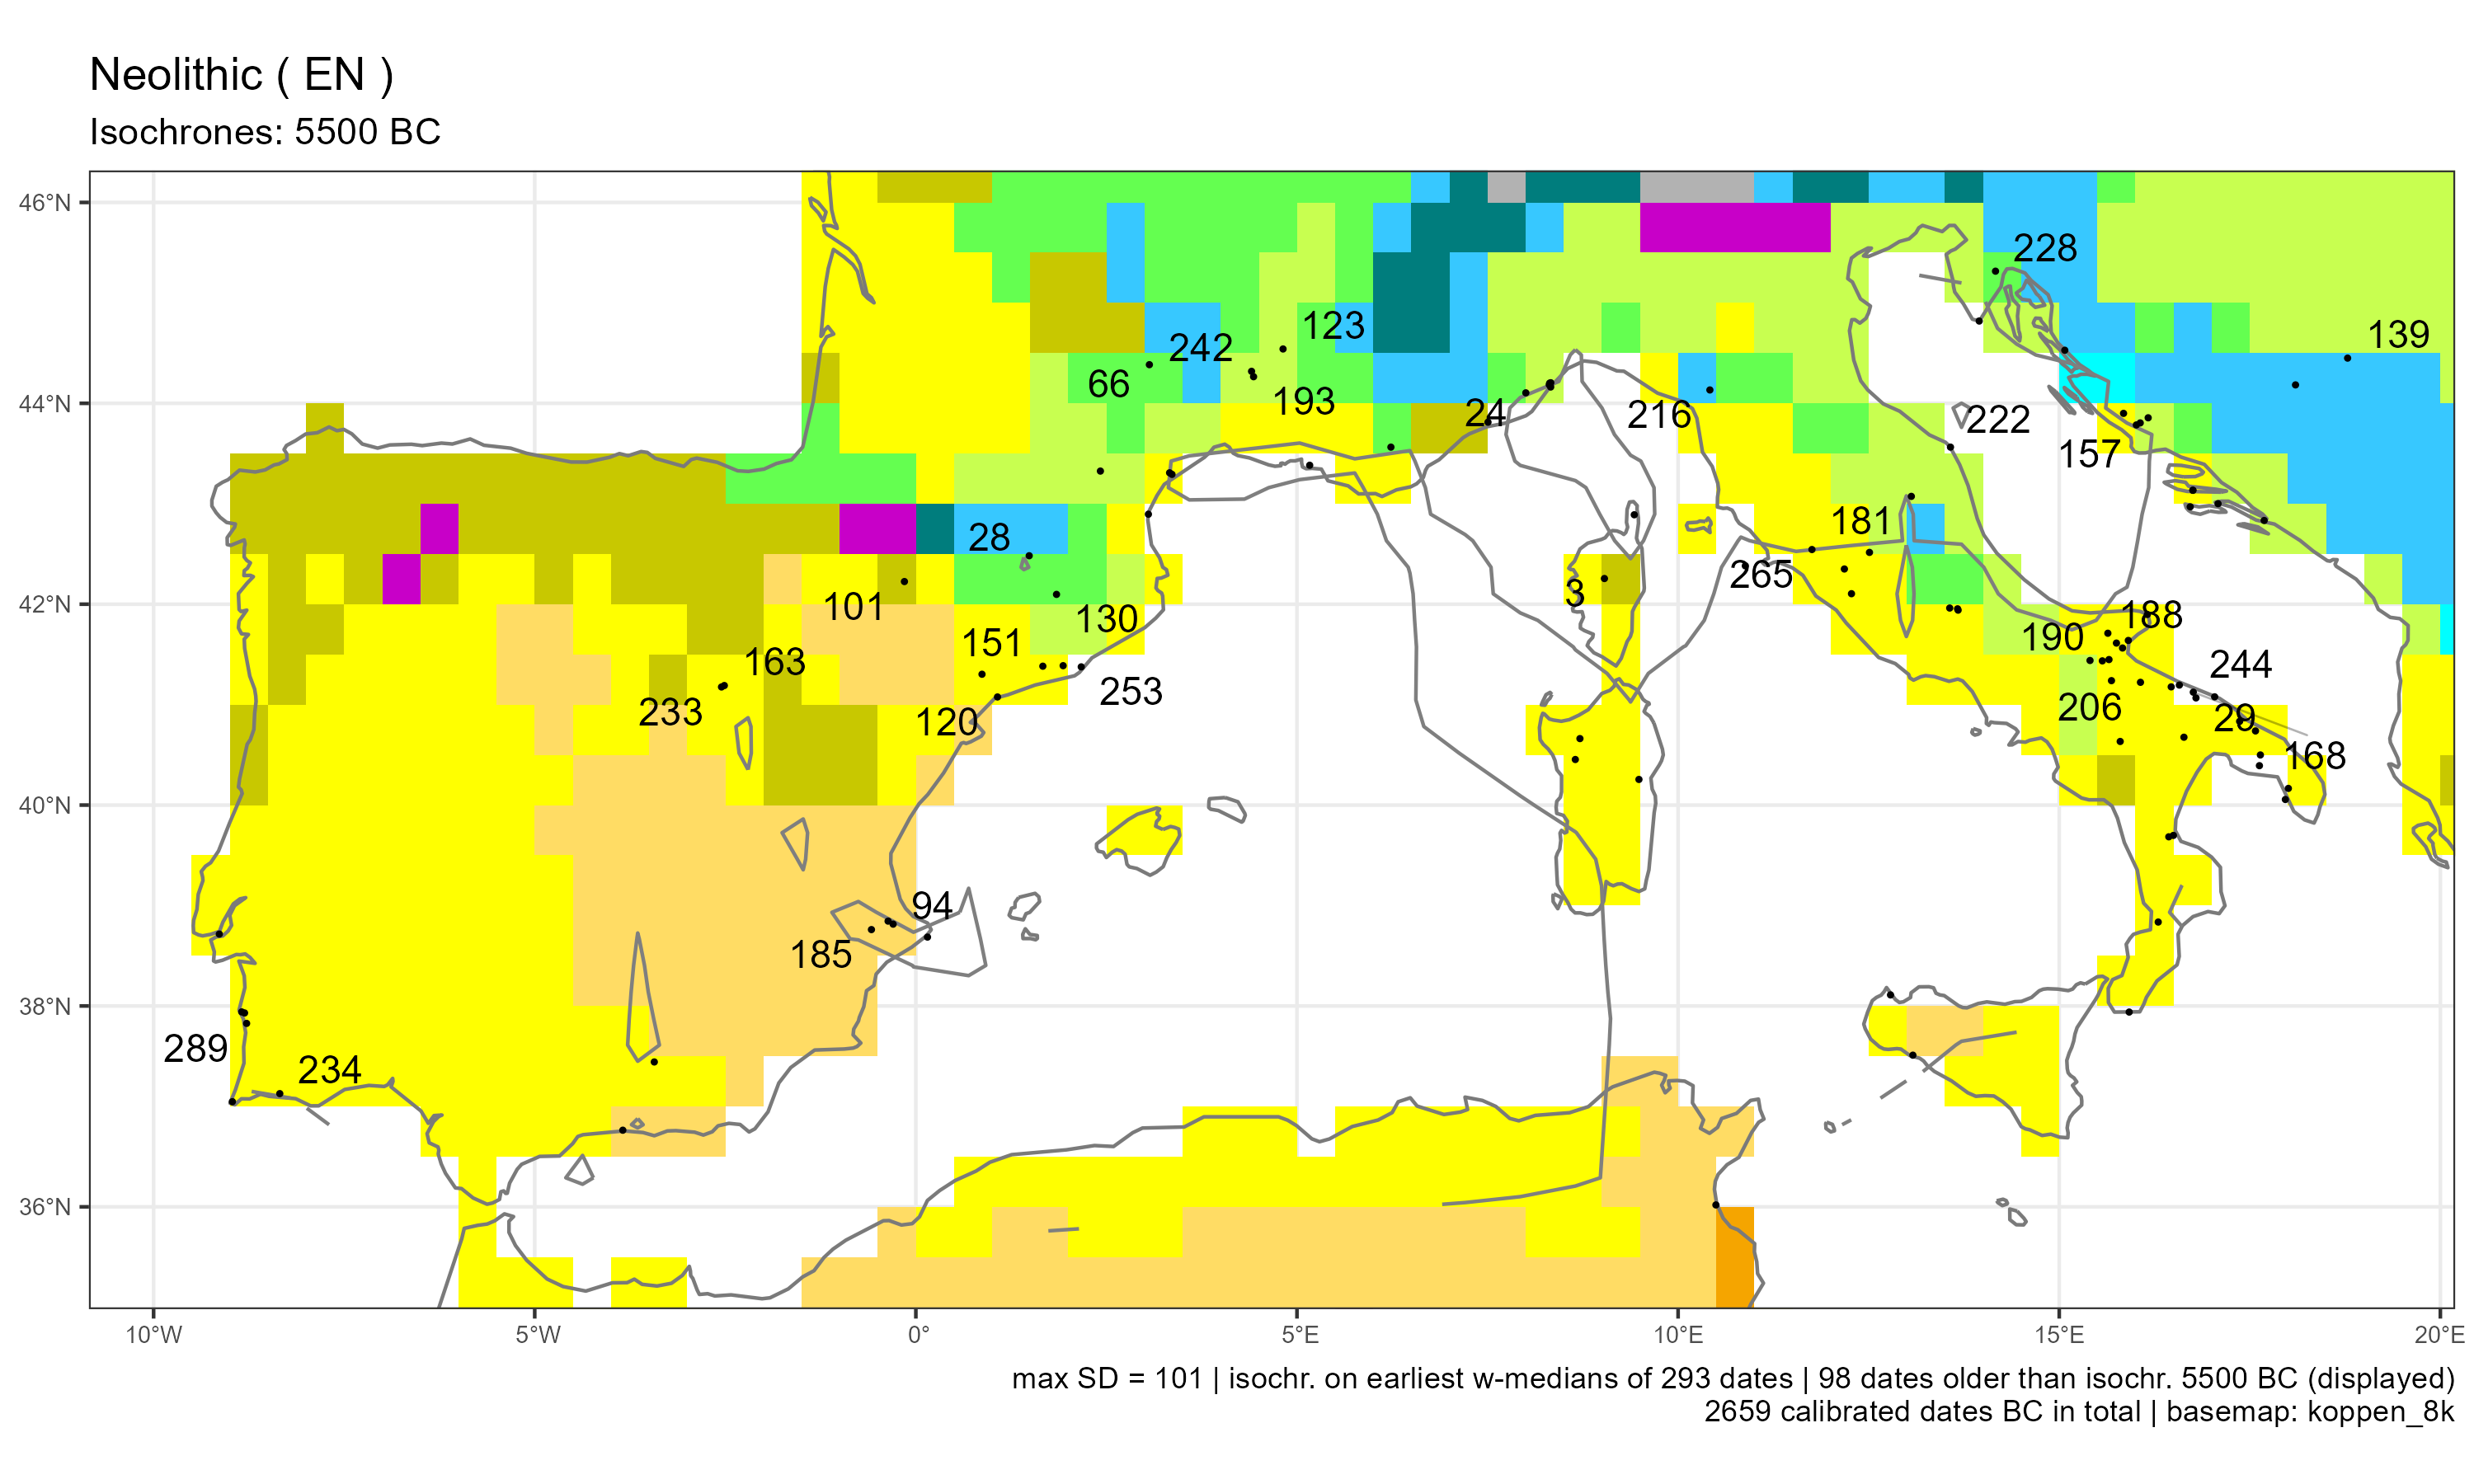 Neolithic ( EN )
Isochrones: 5500 BC
46°N
44°N
42°N
40°N
38°N
36°N
228
123
242
139
66
193
24
216
222
157
28
181
265
3
101
130
188
190
151
163
244
253
233
206
29
120
168
94
185
289
234
10°W
5°W
0°
5°E
10°E
15°E
20°E
max SD = 101 | isochr. on earliest w-medians of 293 dates | 98 dates older than isochr. 5500 BC (displayed)
2659 calibrated dates BC in total | basemap: koppen_8k